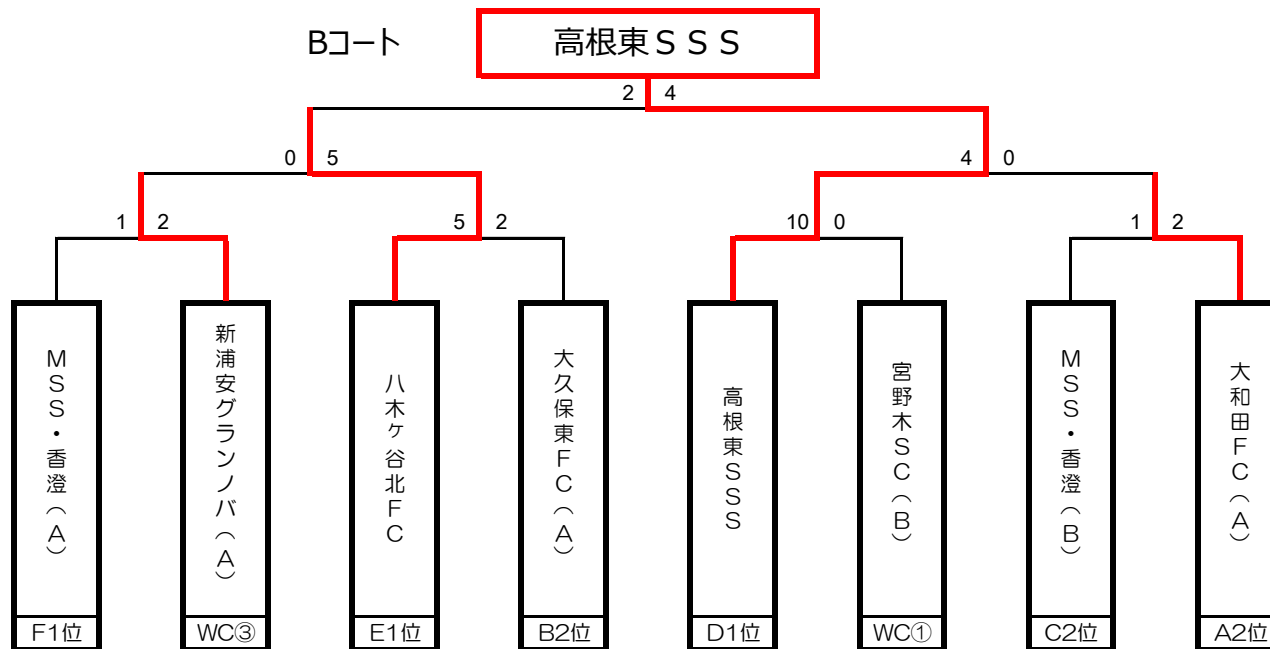 Bコート
高根東ＳＳＳ
2 4
0 5
4 0
1 2
5 2
10 0
1 2
ＭＳＳ・香澄（Ａ）
新浦安グランノバ（Ａ）
八木ヶ谷北ＦＣ
大久保東ＦＣ（Ａ）
高根東ＳＳＳ
宮野木ＳＣ（Ｂ）
ＭＳＳ・香澄（Ｂ）
大和田ＦＣ（Ａ）
F1位
WC③
E1位
B2位
D1位
WC①
C2位
A2位